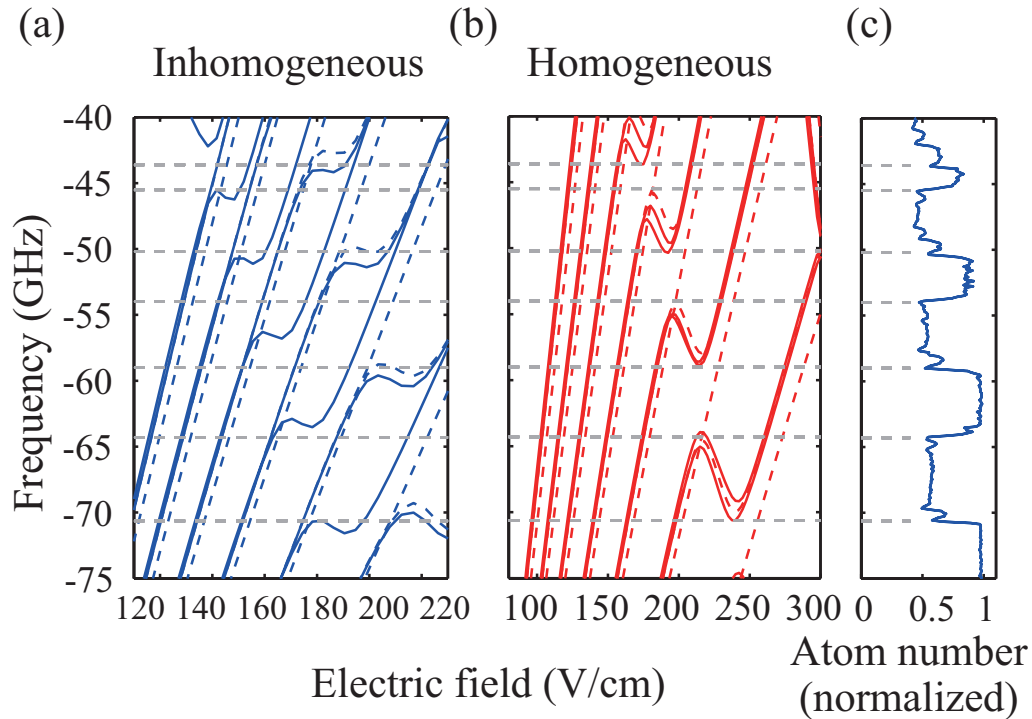 (a) (b) (c)
Inhomogeneous Homogeneous
-40
-45
-50
-55
-60
-65
-70
-75
Frequency (GHz)
120 140 160 180 200 220 100 150 200 250 300 0 0.5 1
Electric field (V/cm)
Atom number
(normalized)